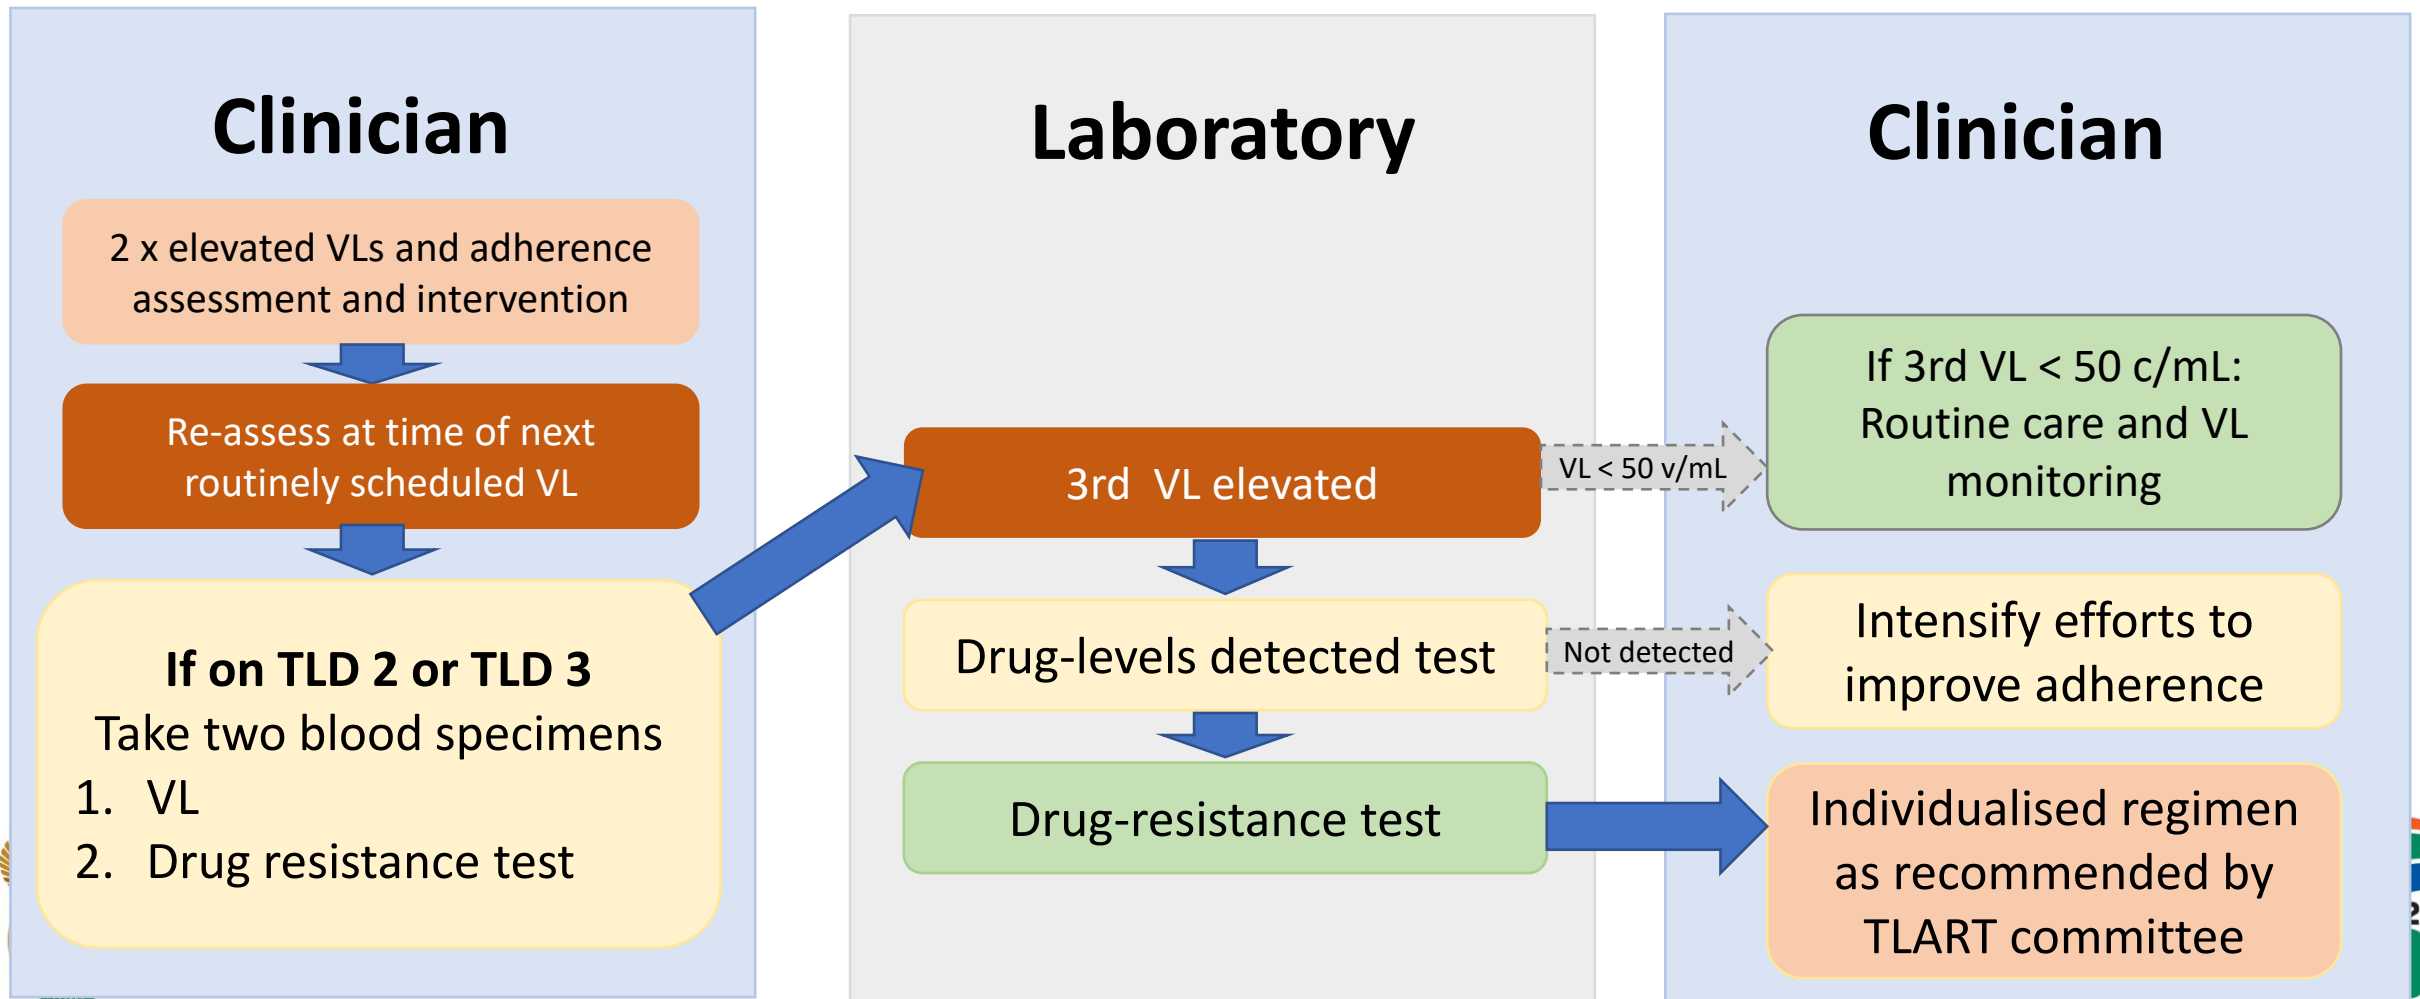 Clinician
2 x elevated VLs and adherence
assessment and intervention
Re-assess at time of next
routinely scheduled VL
If on TLD 2 or TLD 3
Take two blood specimens
1. VL
2. Drug resistance test
Laboratory
3rd VL elevated
Drug-levels detected test
Drug-resistance test
VL < 50 v/mL
Not detected
Clinician
If 3rd VL < 50 c/mL:
Routine care and VL
monitoring
Intensify efforts to
improve adherence
Individualised regimen
as recommended by
TLART committee